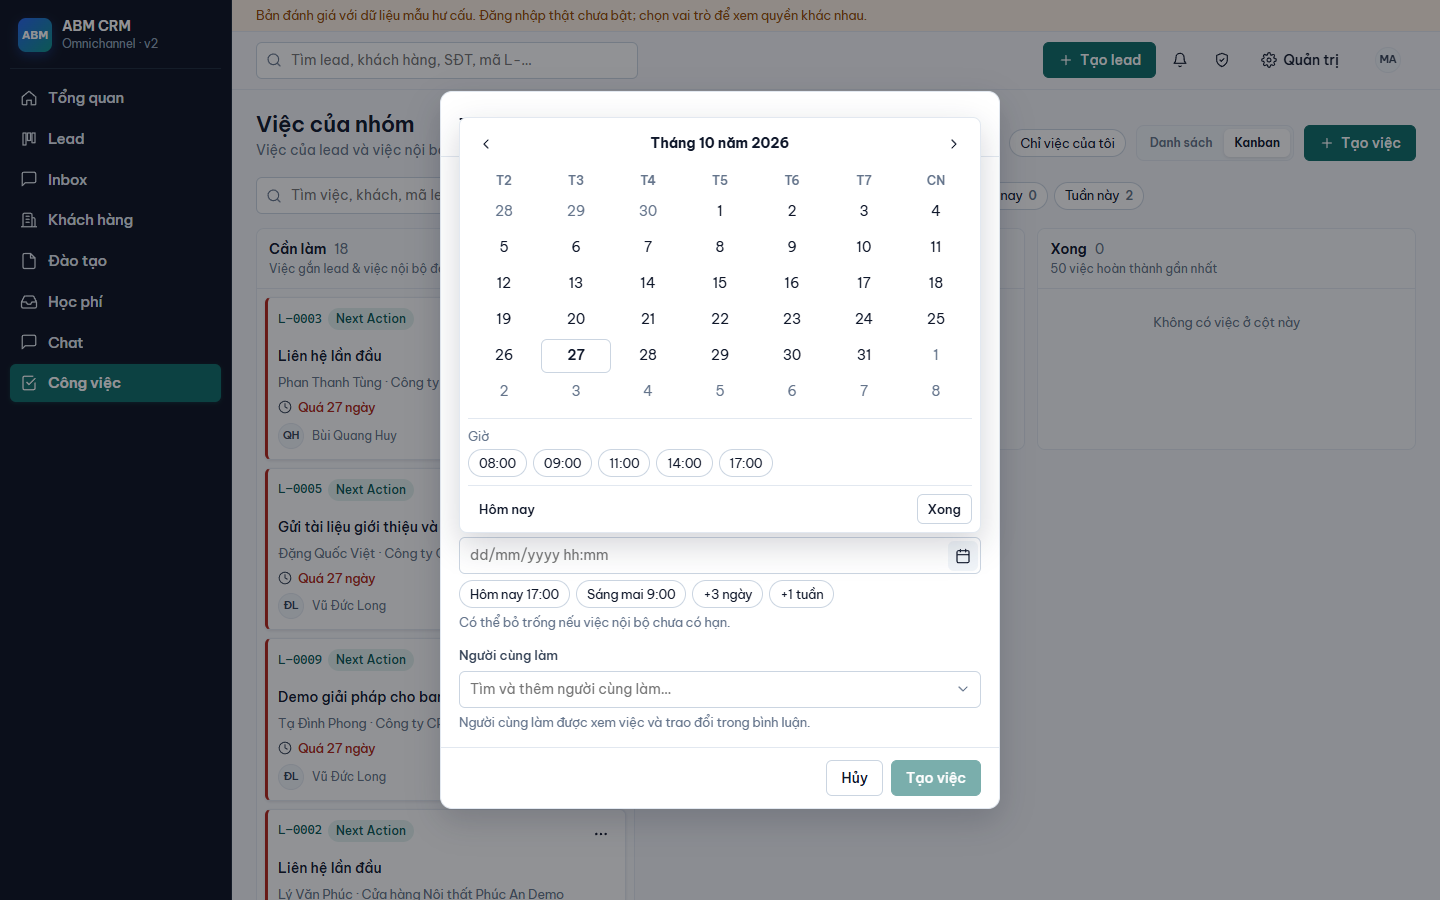 Bản đánh giá với dữ liệu mẫu hư cấu. Đăng nhập thật chưa bật; chọn vai trò để xem quyền khác nhau.
ABM
ABM CRM
Omnichannel · v2
Tổng quan
Lead
Inbox
Khách hàng
Đào tạo
Học phí
Chat
Công việc
Tìm lead, khách hàng, SĐT, mã L-...
Tạo lead
Quản trị
MA
Việc của nhóm
Việc của lead và việc nội bộ
Chỉ việc của tôi
Danh sách
Kanban
Tạo việc
Tìm việc, khách, mã
nay 0
Tuần này 2
Cần làm 18
Việc gắn lead & việc nội bộ
L-0003 Next Action
Liên hệ lần đầu
Phan Thanh Tùng · Công ty
Quá 27 ngày
QH Bùi Quang Huy
L-0005 Next Action
Gửi tài liệu giới thiệu và
Đặng Quốc Việt · Công ty
Quá 27 ngày
ĐL Vũ Đức Long
L-0009 Next Action
Demo giải pháp cho
Tạ Đình Phong · Công ty
Quá 27 ngày
ĐL Vũ Đức Long
L-0002 Next Action ...
Liên hệ lần đầu
Lý Văn Phúc · Cửa hàng Nội thất Phúc An Demo
Xong 0
50 việc hoàn thành gần nhất
Không có việc ở cột này
Tháng 10 năm 2026
T2 T3 T4 T5 T6 T7 CN
28 29 30 1 2 3 4
5 6 7 8 9 10 11
12 13 14 15 16 17 18
19 20 21 22 23 24 25
26 27 28 29 30 31 1
2 3 4 5 6 7 8
Giờ
08:00 09:00 11:00 14:00 17:00
Hôm nay Xong
dd/mm/yyyy hh:mm
Hôm nay 17:00 Sáng mai 9:00 +3 ngày +1 tuần
Có thể bỏ trống nếu việc nội bộ chưa có hạn.
Người cùng làm
Tìm và thêm người cùng làm...
Người cùng làm được xem việc và trao đổi trong bình luận.
Hủy Tạo việc